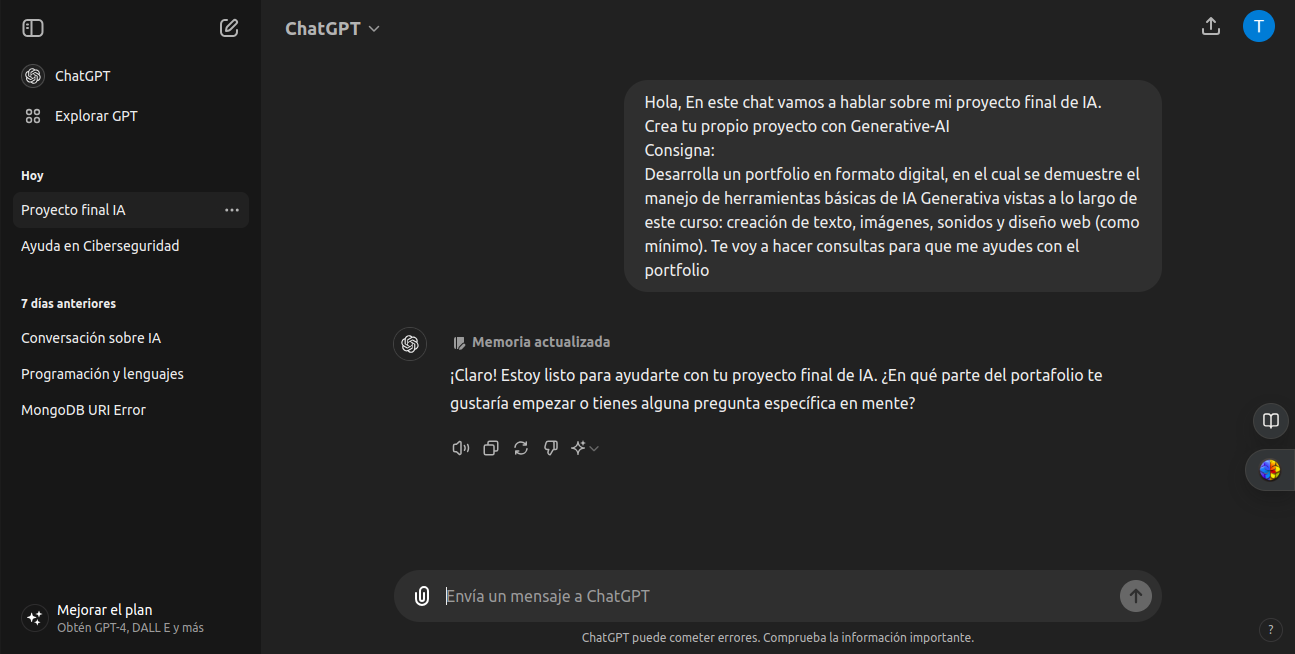 ChatGPT
Explorar GPT
Hoy
Proyecto final IA
Ayuda en Ciberseguridad
7 días anteriores
Conversación sobre IA
Programación y lenguajes
MongoDB URI Error
Mejorar el plan
Obtén GPT-4, DALL E y más
ChatGPT
T
Hola, En este chat vamos a hablar sobre mi proyecto final de IA.
Crea tu propio proyecto con Generative-AI
Consigna:
Desarrolla un portfolio en formato digital, en el cual se demuestre el
manejo de herramientas básicas de IA Generativa vistas a lo largo de
este curso: creación de texto, imágenes, sonidos y diseño web (como
mínimo). Te voy a hacer consultas para que me ayudes con el
portfolio
Memoria actualizada
¡Claro! Estoy listo para ayudarte con tu proyecto final de IA. ¿En qué parte del portafolio te
gustaría empezar o tienes alguna pregunta específica en mente?
Envía un mensaje a ChatGPT
ChatGPT puede cometer errores. Comprueba la información importante.
?